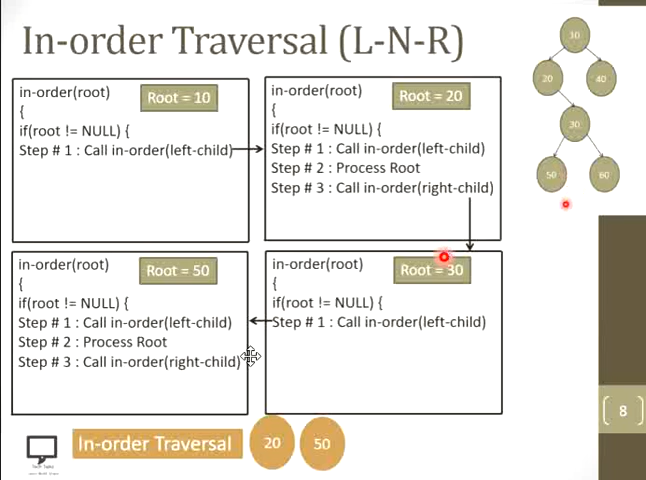 In-order Traversal (L-N-R)
in-order(root)
Root = 10
{
if(root != NULL) {
Step # 1 : Call in-order(left-child)
in-order(root)
Root = 20
{
if(root != NULL) {
Step # 1 : Call in-order(left-child)
Step # 2 : Process Root
Step # 3 : Call in-order(right-child)
in-order(root)
Root = 50
{
if(root != NULL) {
Step # 1 : Call in-order(left-child)
Step # 2 : Process Root
Step # 3 : Call in-order(right-child)
in-order(root)
Root = 30
{
if(root != NULL) {
Step # 1 : Call in-order(left-child)
20
40
30
50
60
8
In-order Traversal
20
50